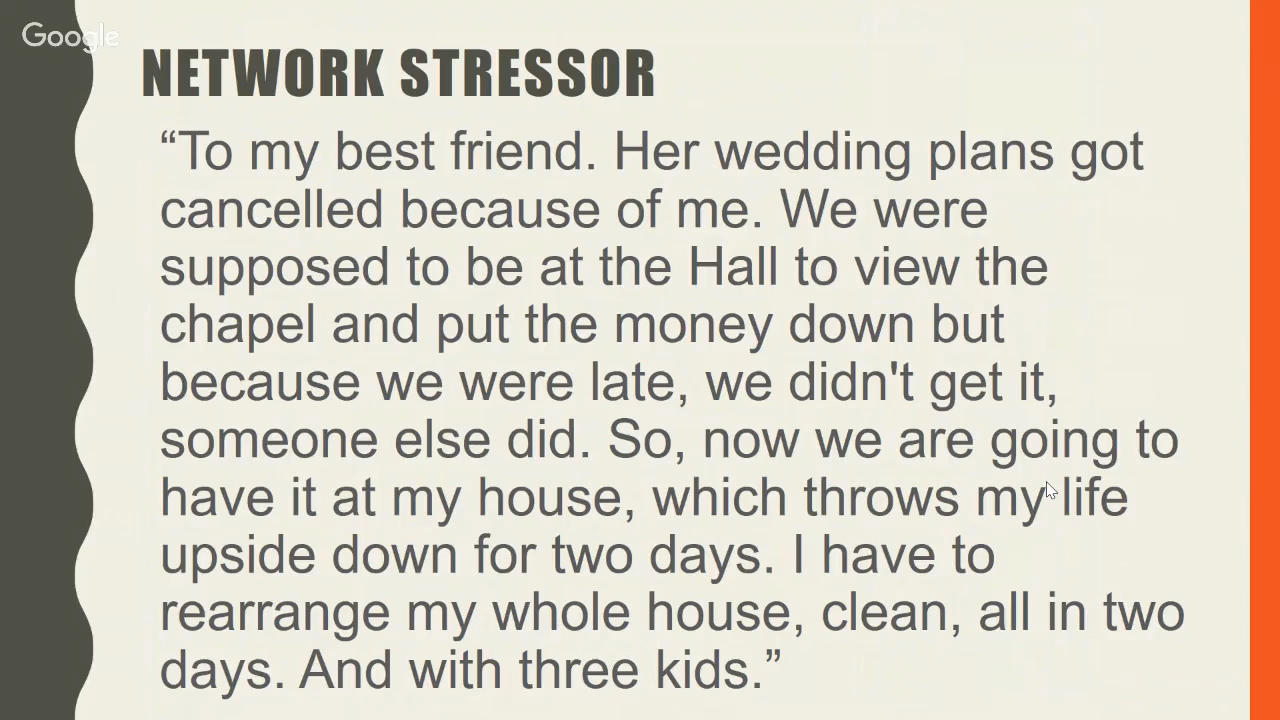 Google
NETWORK STRESSOR
“To my best friend. Her wedding plans got
cancelled because of me. We were
supposed to be at the Hall to view the
chapel and put the money down but
because we were late, we didn't get it,
someone else did. So, now we are going to
have it at my house, which throws my life
upside down for two days. I have to
rearrange my whole house, clean, all in two
days. And with three kids.”